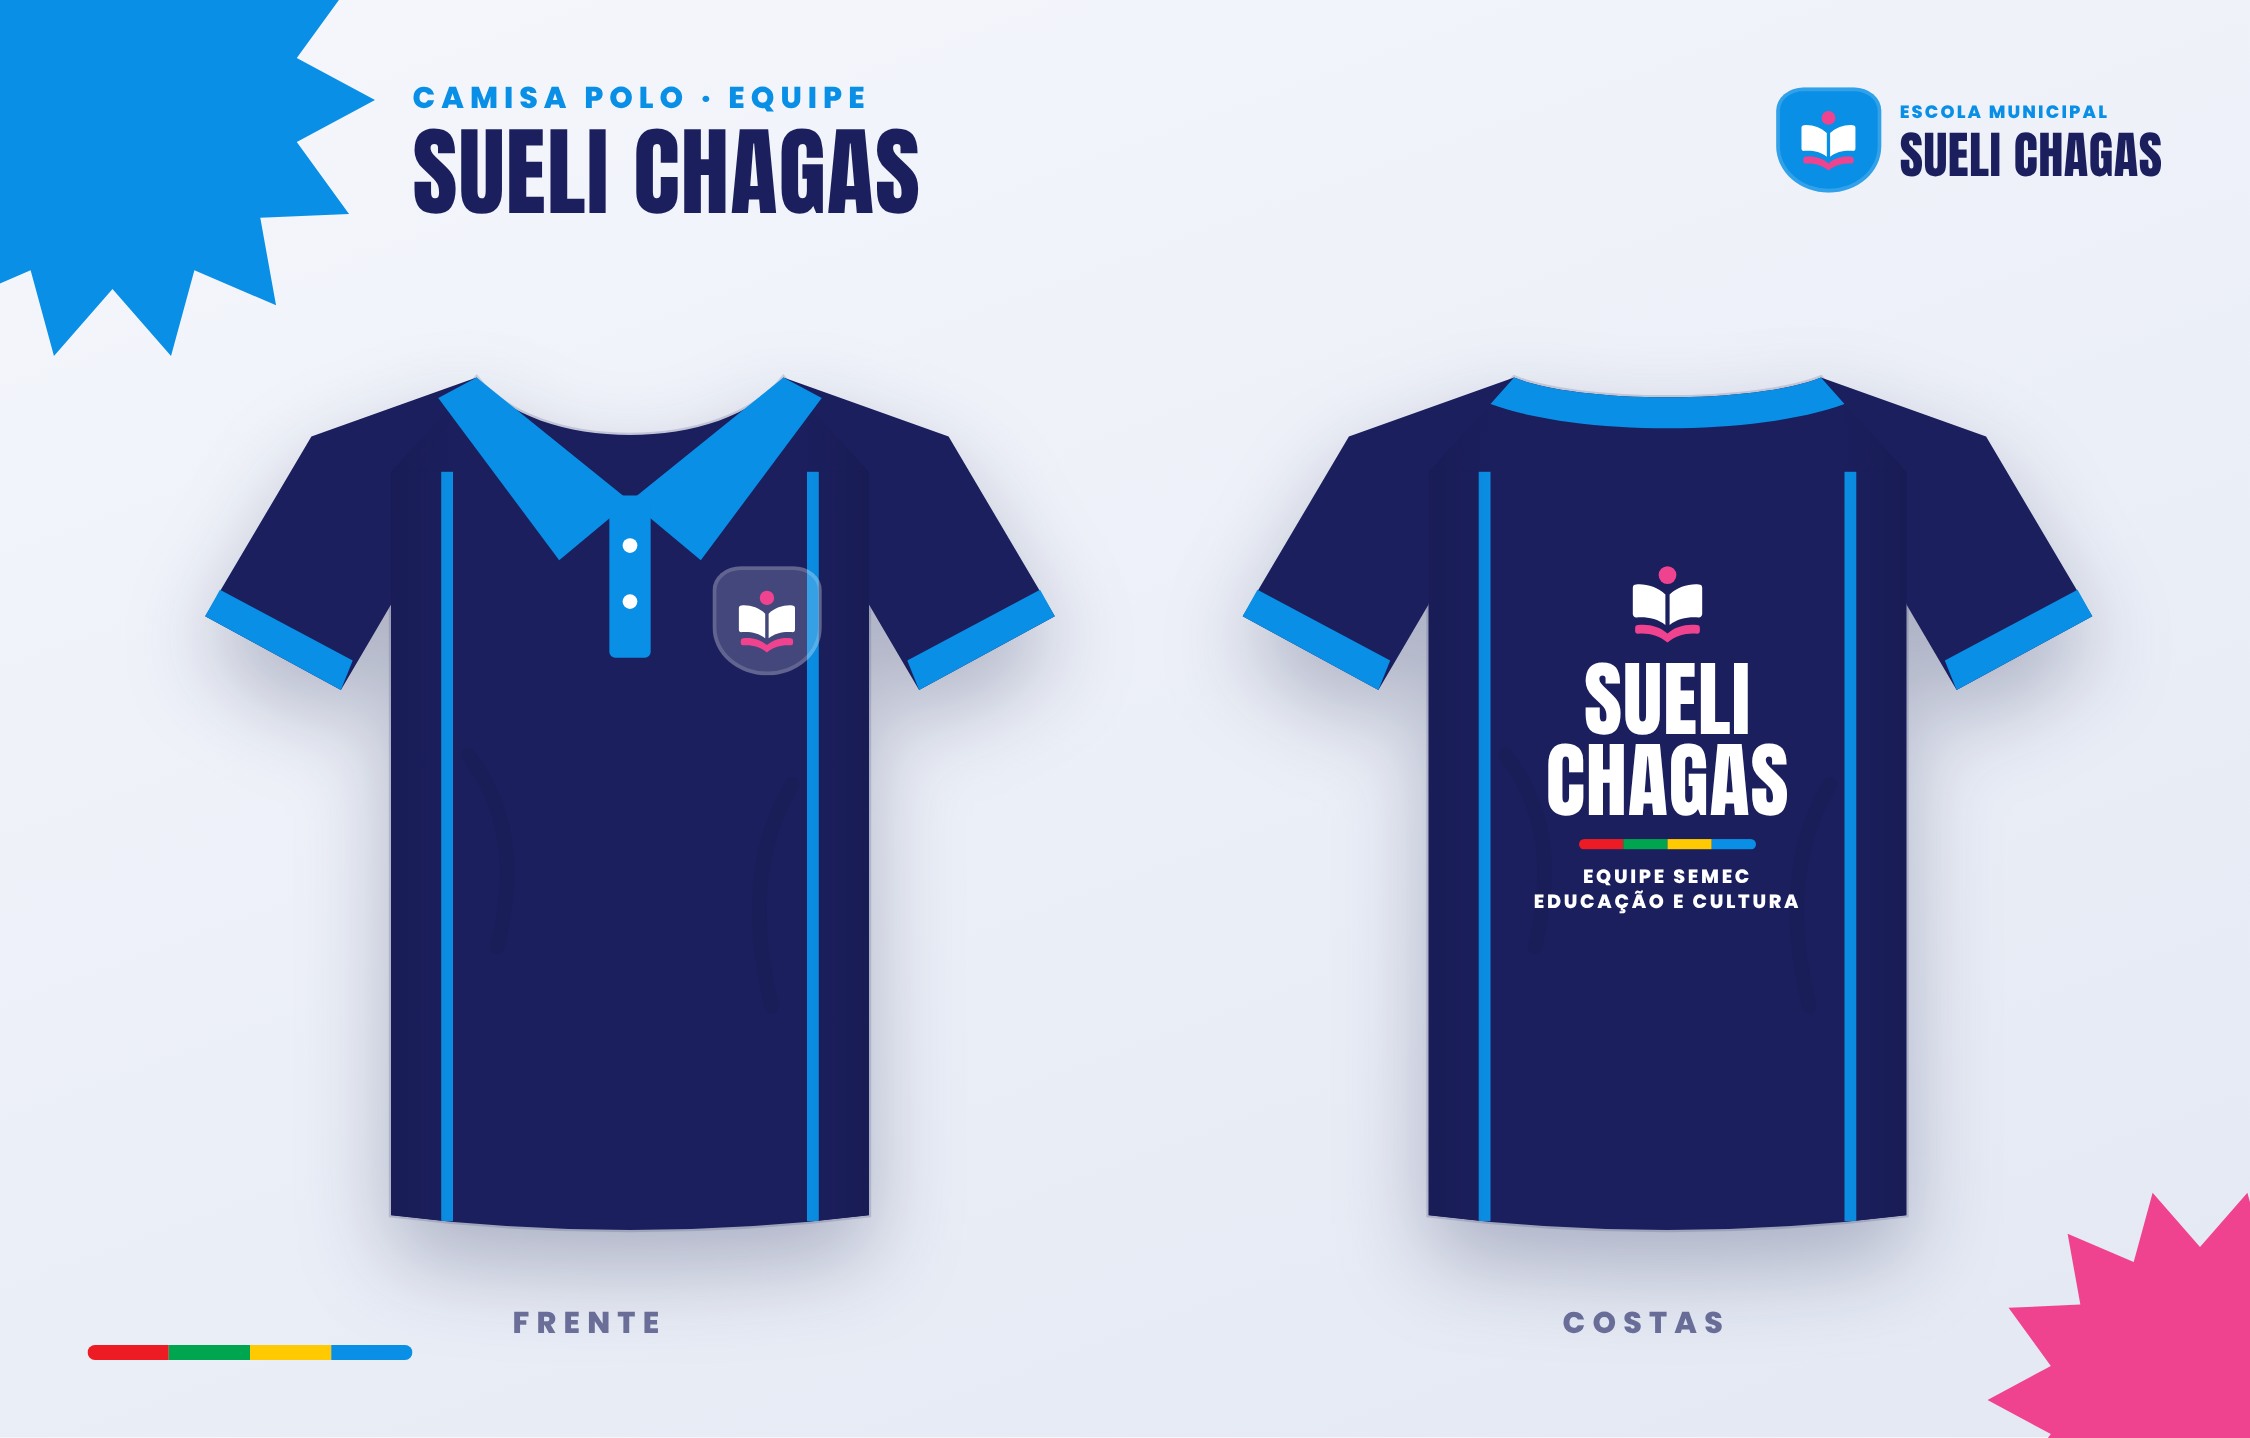 CAMISA POLO · EQUIPE
SUELI CHAGAS
ESCOLA MUNICIPAL
SUELI CHAGAS
SUELI
CHAGAS
EQUIPE SEMEC
EDUCAÇÃO E CULTURA
FRENTE
COSTAS